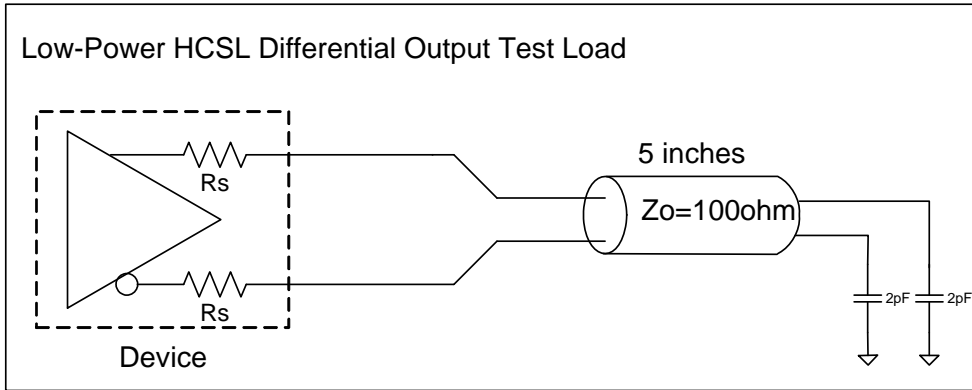 Low-Power HCSL Differential Output Test Load
Rs
5 inches
Zo=100ohm
Rs
2pF
2pF
Device